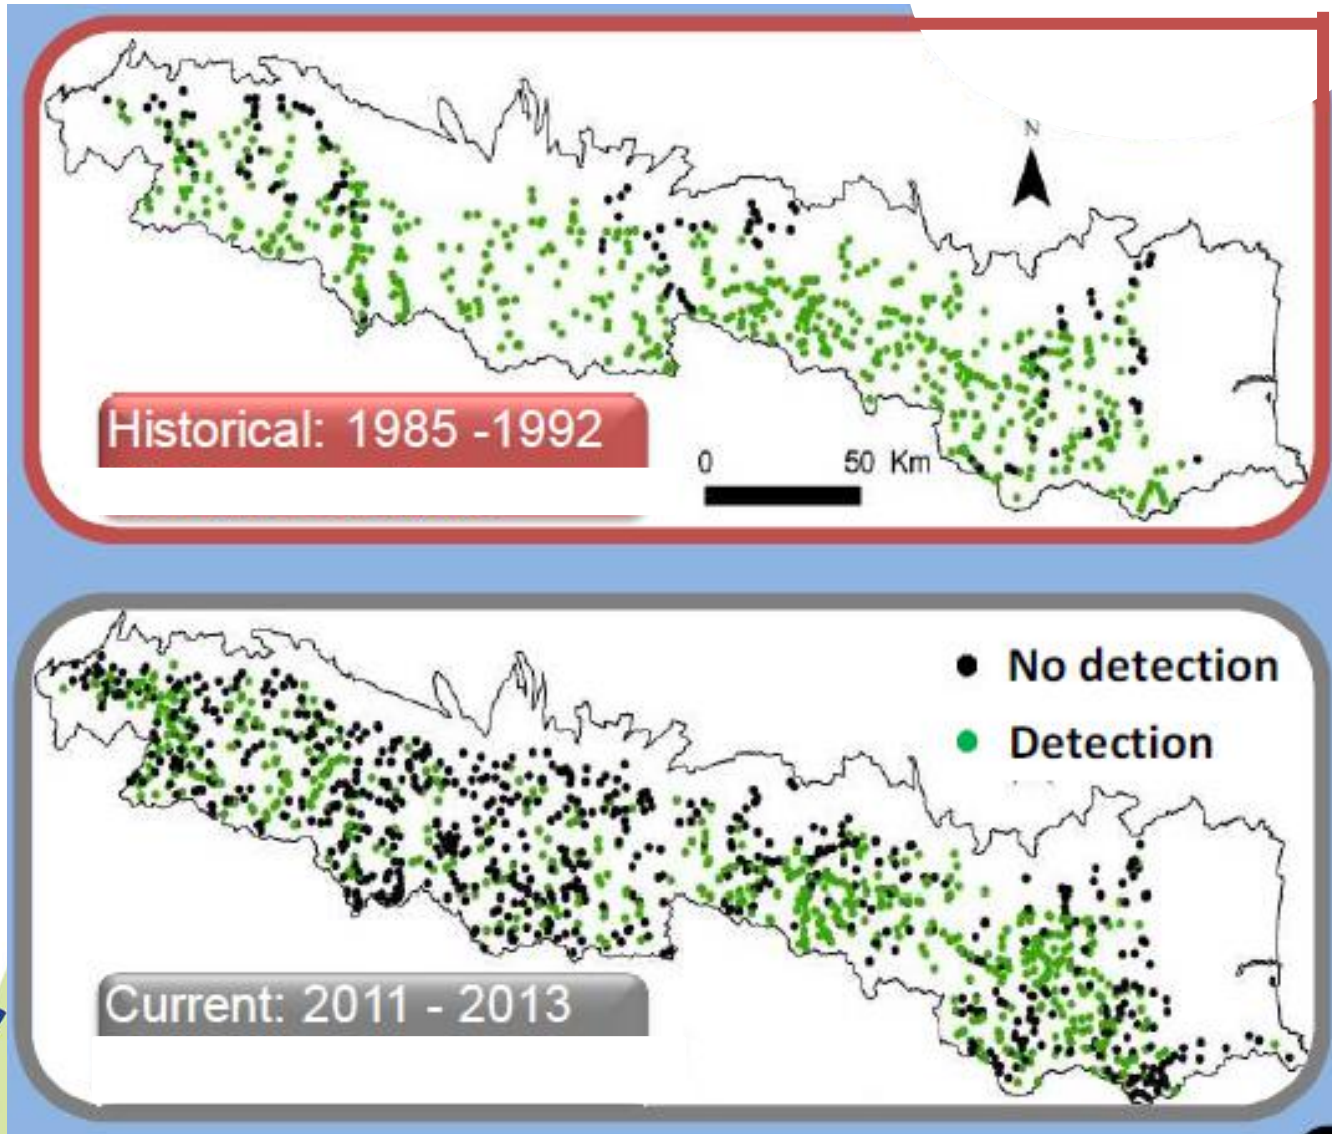 N
Historical: 1985 -1992
0 50 Km
No detection
Detection
Current: 2011 - 2013